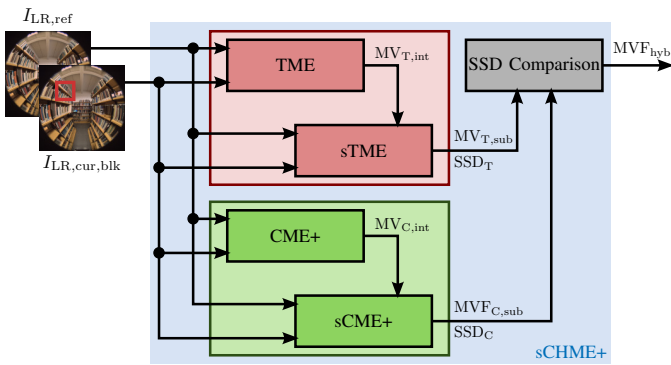 I_LR,ref
I_LR,cur,blk
TME
MV_T,int
sTME
MV_T,sub
SSD_T
SSD Comparison
MVF_hyb
CME+
MV_C,int
sCME+
MVF_C,sub
SSD_C
sCHME+